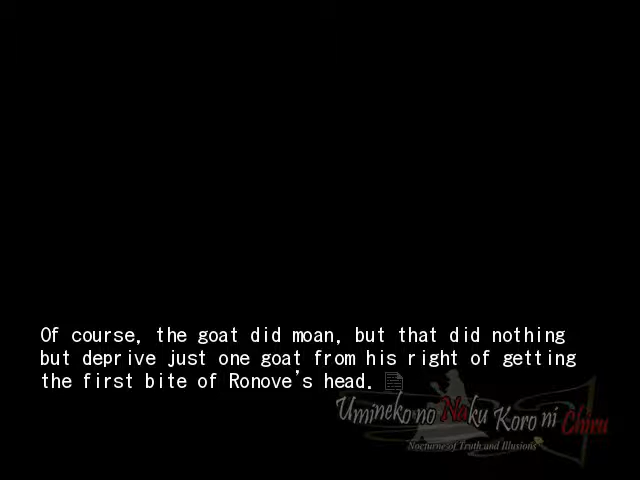 Of course, the goat did moan, but that did nothing
but deprive just one goat from his right of getting
the first bite of Ronove's head.
Umineko no Naku Koro ni Chiru
Nocturne of Truth and Illusions